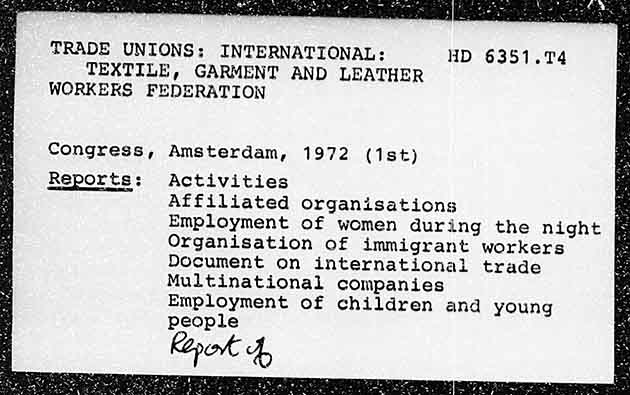 TRADE UNIONS: INTERNATIONAL: HD 6351.T4
TEXTILE, GARMENT AND LEATHER
WORKERS FEDERATION
Congress, Amsterdam, 1972 (1st)
Reports: Activities
Affiliated organisations
Employment of women during the night
Organisation of immigrant workers
Document on international trade
Multinational companies
Employment of children and young
people
Report of